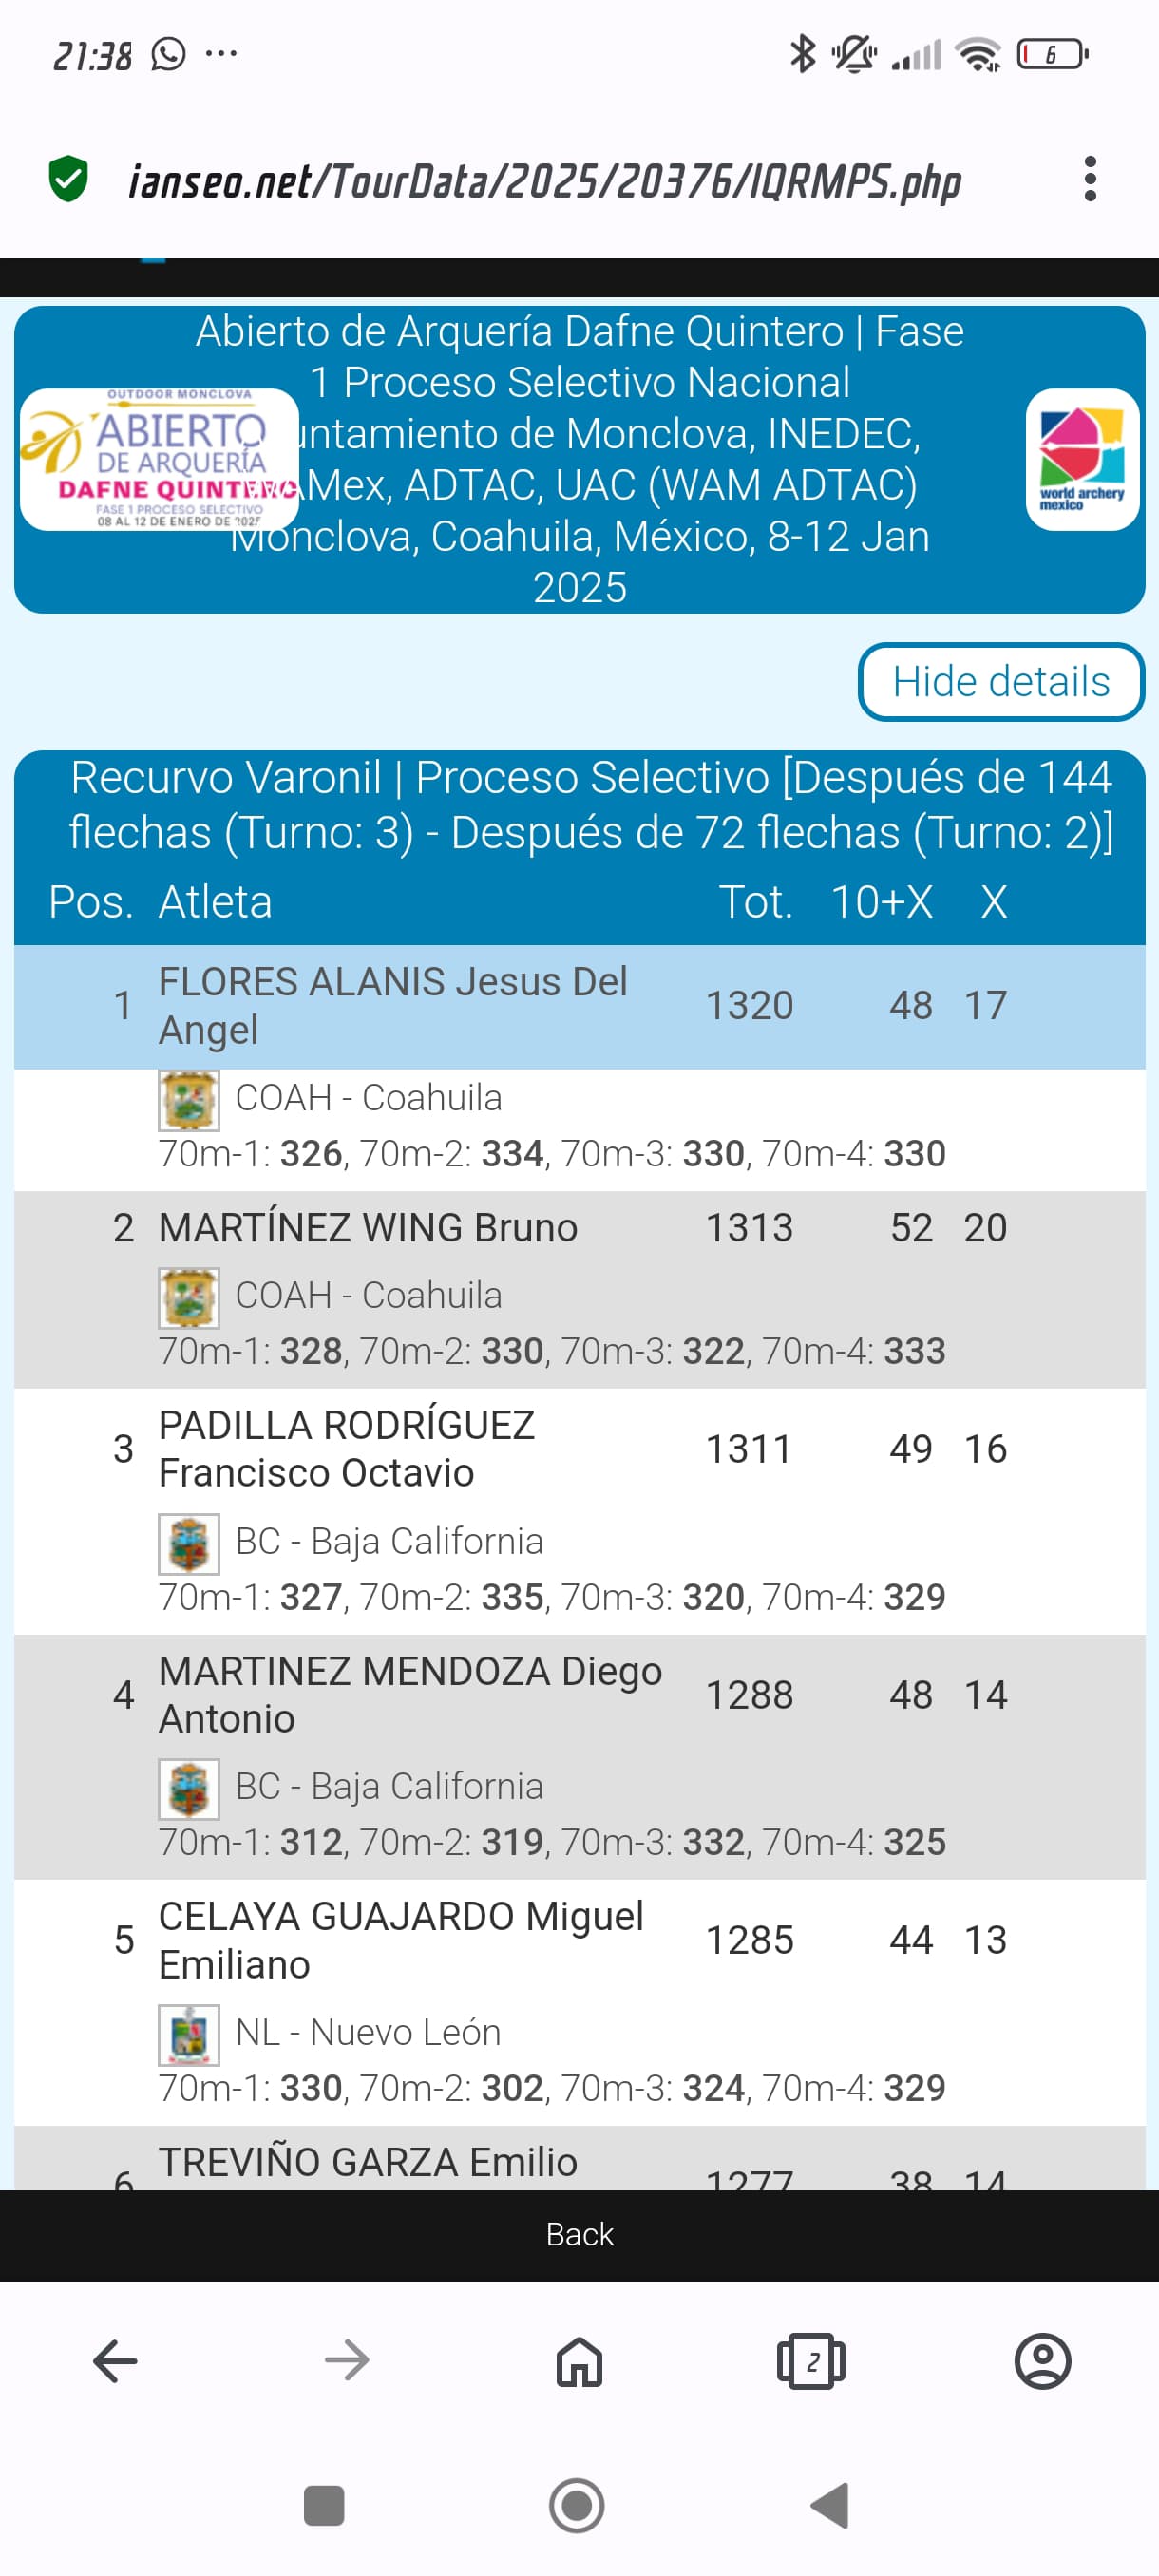 21:38
6
ianseo.net/TourData/2025/20376/IQRMPS.php
Abierto de Arquería Dafne Quintero | Fase
1 Proceso Selectivo Nacional
untamiento de Monclova, INEDEC,
WAMex, ADTAC, UAC (WAM ADTAC)
Monclova, Coahuila, México, 8-12 Jan
2025
OUTDOOR MONCLOVA
ABIERTO
DE ARQUERÍA
DAFNE QUINT
FASE 1 PROCESO SELECTIVO
08 AL 12 DE ENERO DE 2025
world archery
mexico
Hide details
Recurvo Varonil | Proceso Selectivo [Después de 144
flechas (Turno: 3) - Después de 72 flechas (Turno: 2)]
Pos. Atleta Tot. 10+X X
1 FLORES ALANIS Jesus Del
Angel 1320 48 17
COAH - Coahuila
70m-1: 326, 70m-2: 334, 70m-3: 330, 70m-4: 330
2 MARTÍNEZ WING Bruno 1313 52 20
COAH - Coahuila
70m-1: 328, 70m-2: 330, 70m-3: 322, 70m-4: 333
3 PADILLA RODRÍGUEZ
Francisco Octavio 1311 49 16
BC - Baja California
70m-1: 327, 70m-2: 335, 70m-3: 320, 70m-4: 329
4 MARTINEZ MENDOZA Diego
Antonio 1288 48 14
BC - Baja California
70m-1: 312, 70m-2: 319, 70m-3: 332, 70m-4: 325
5 CELAYA GUAJARDO Miguel
Emiliano 1285 44 13
NL - Nuevo León
70m-1: 330, 70m-2: 302, 70m-3: 324, 70m-4: 329
6 TREVIÑO GARZA Emilio 1277 38 14
Back
2